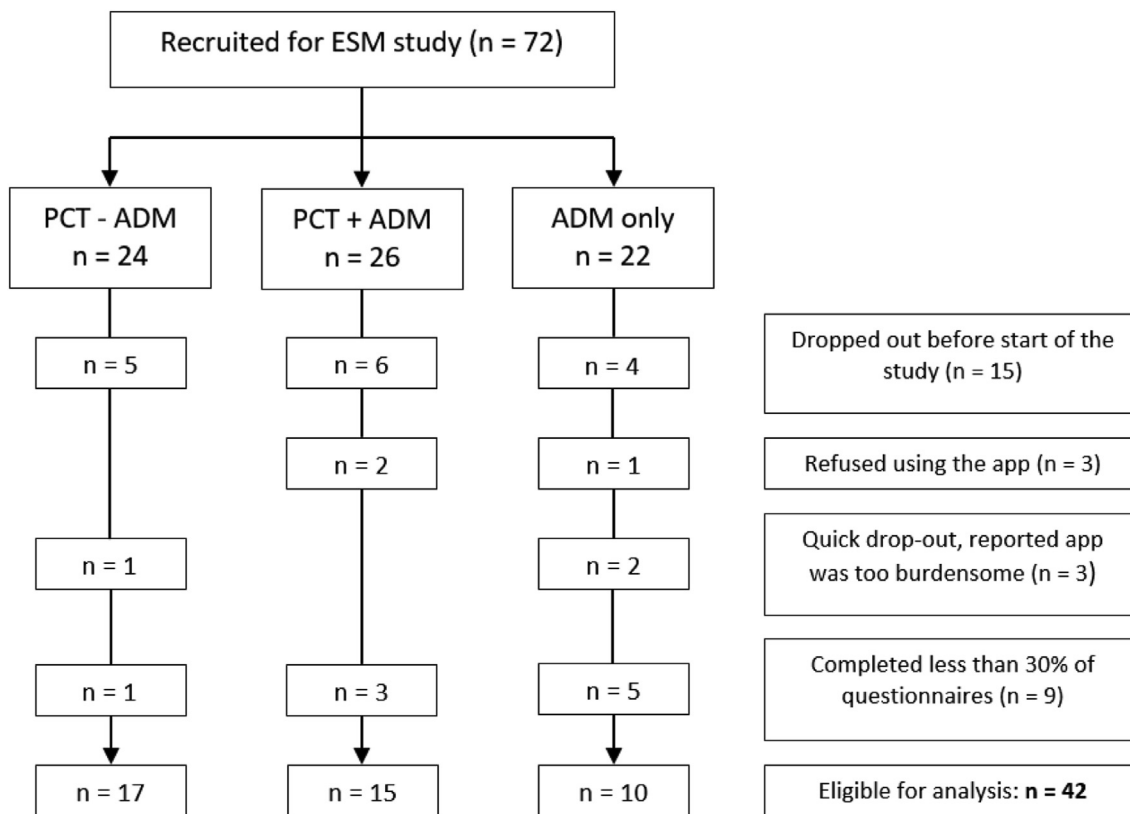 Recruited for ESM study (n = 72)
PCT - ADM
n = 24
PCT + ADM
n = 26
ADM only
n = 22
n = 5
n = 6
n = 4
Dropped out before start of the
study (n = 15)
n = 2
n = 1
Refused using the app (n = 3)
n = 1
n = 2
Quick drop-out, reported app
was too burdensome (n = 3)
n = 1
n = 3
n = 5
Completed less than 30% of
questionnaires (n = 9)
n = 17
n = 15
n = 10
Eligible for analysis: n = 42